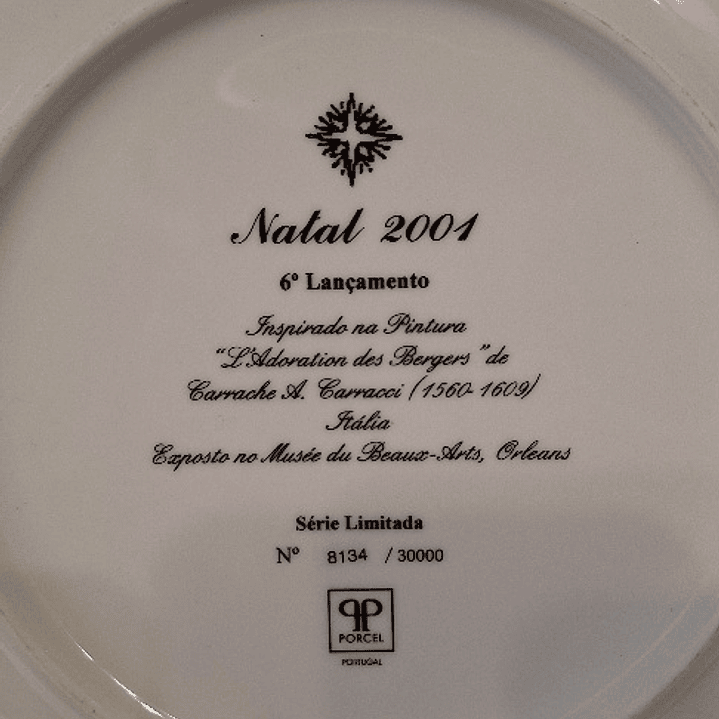 Natal 2001
6º Lançamento
Inspirado na Pintura
"L'Adoration des Bergers" de
Carrache A. Carracci (1560-1609)
Itália
Exposto no Musée du Beaux-Arts, Orleans
Série Limitada
Nº 8134 / 30000
PORCEL
PORTUGAL